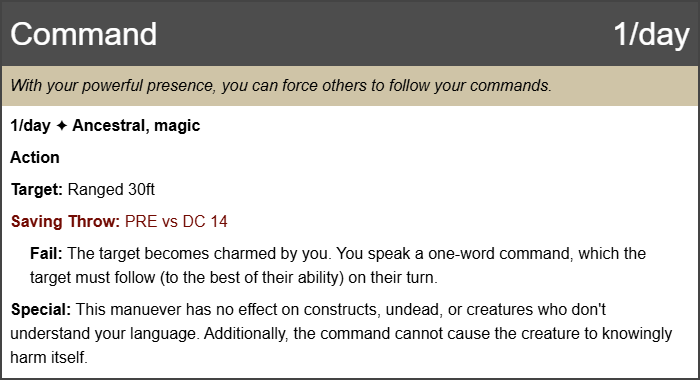 Command 1/day
With your powerful presence, you can force others to follow your commands.
1/day ✦ Ancestral, magic
Action
Target: Ranged 30ft
Saving Throw: PRE vs DC 14
Fail: The target becomes charmed by you. You speak a one-word command, which the
target must follow (to the best of their ability) on their turn.
Special: This manuever has no effect on constructs, undead, or creatures who don't
understand your language. Additionally, the command cannot cause the creature to knowingly
harm itself.